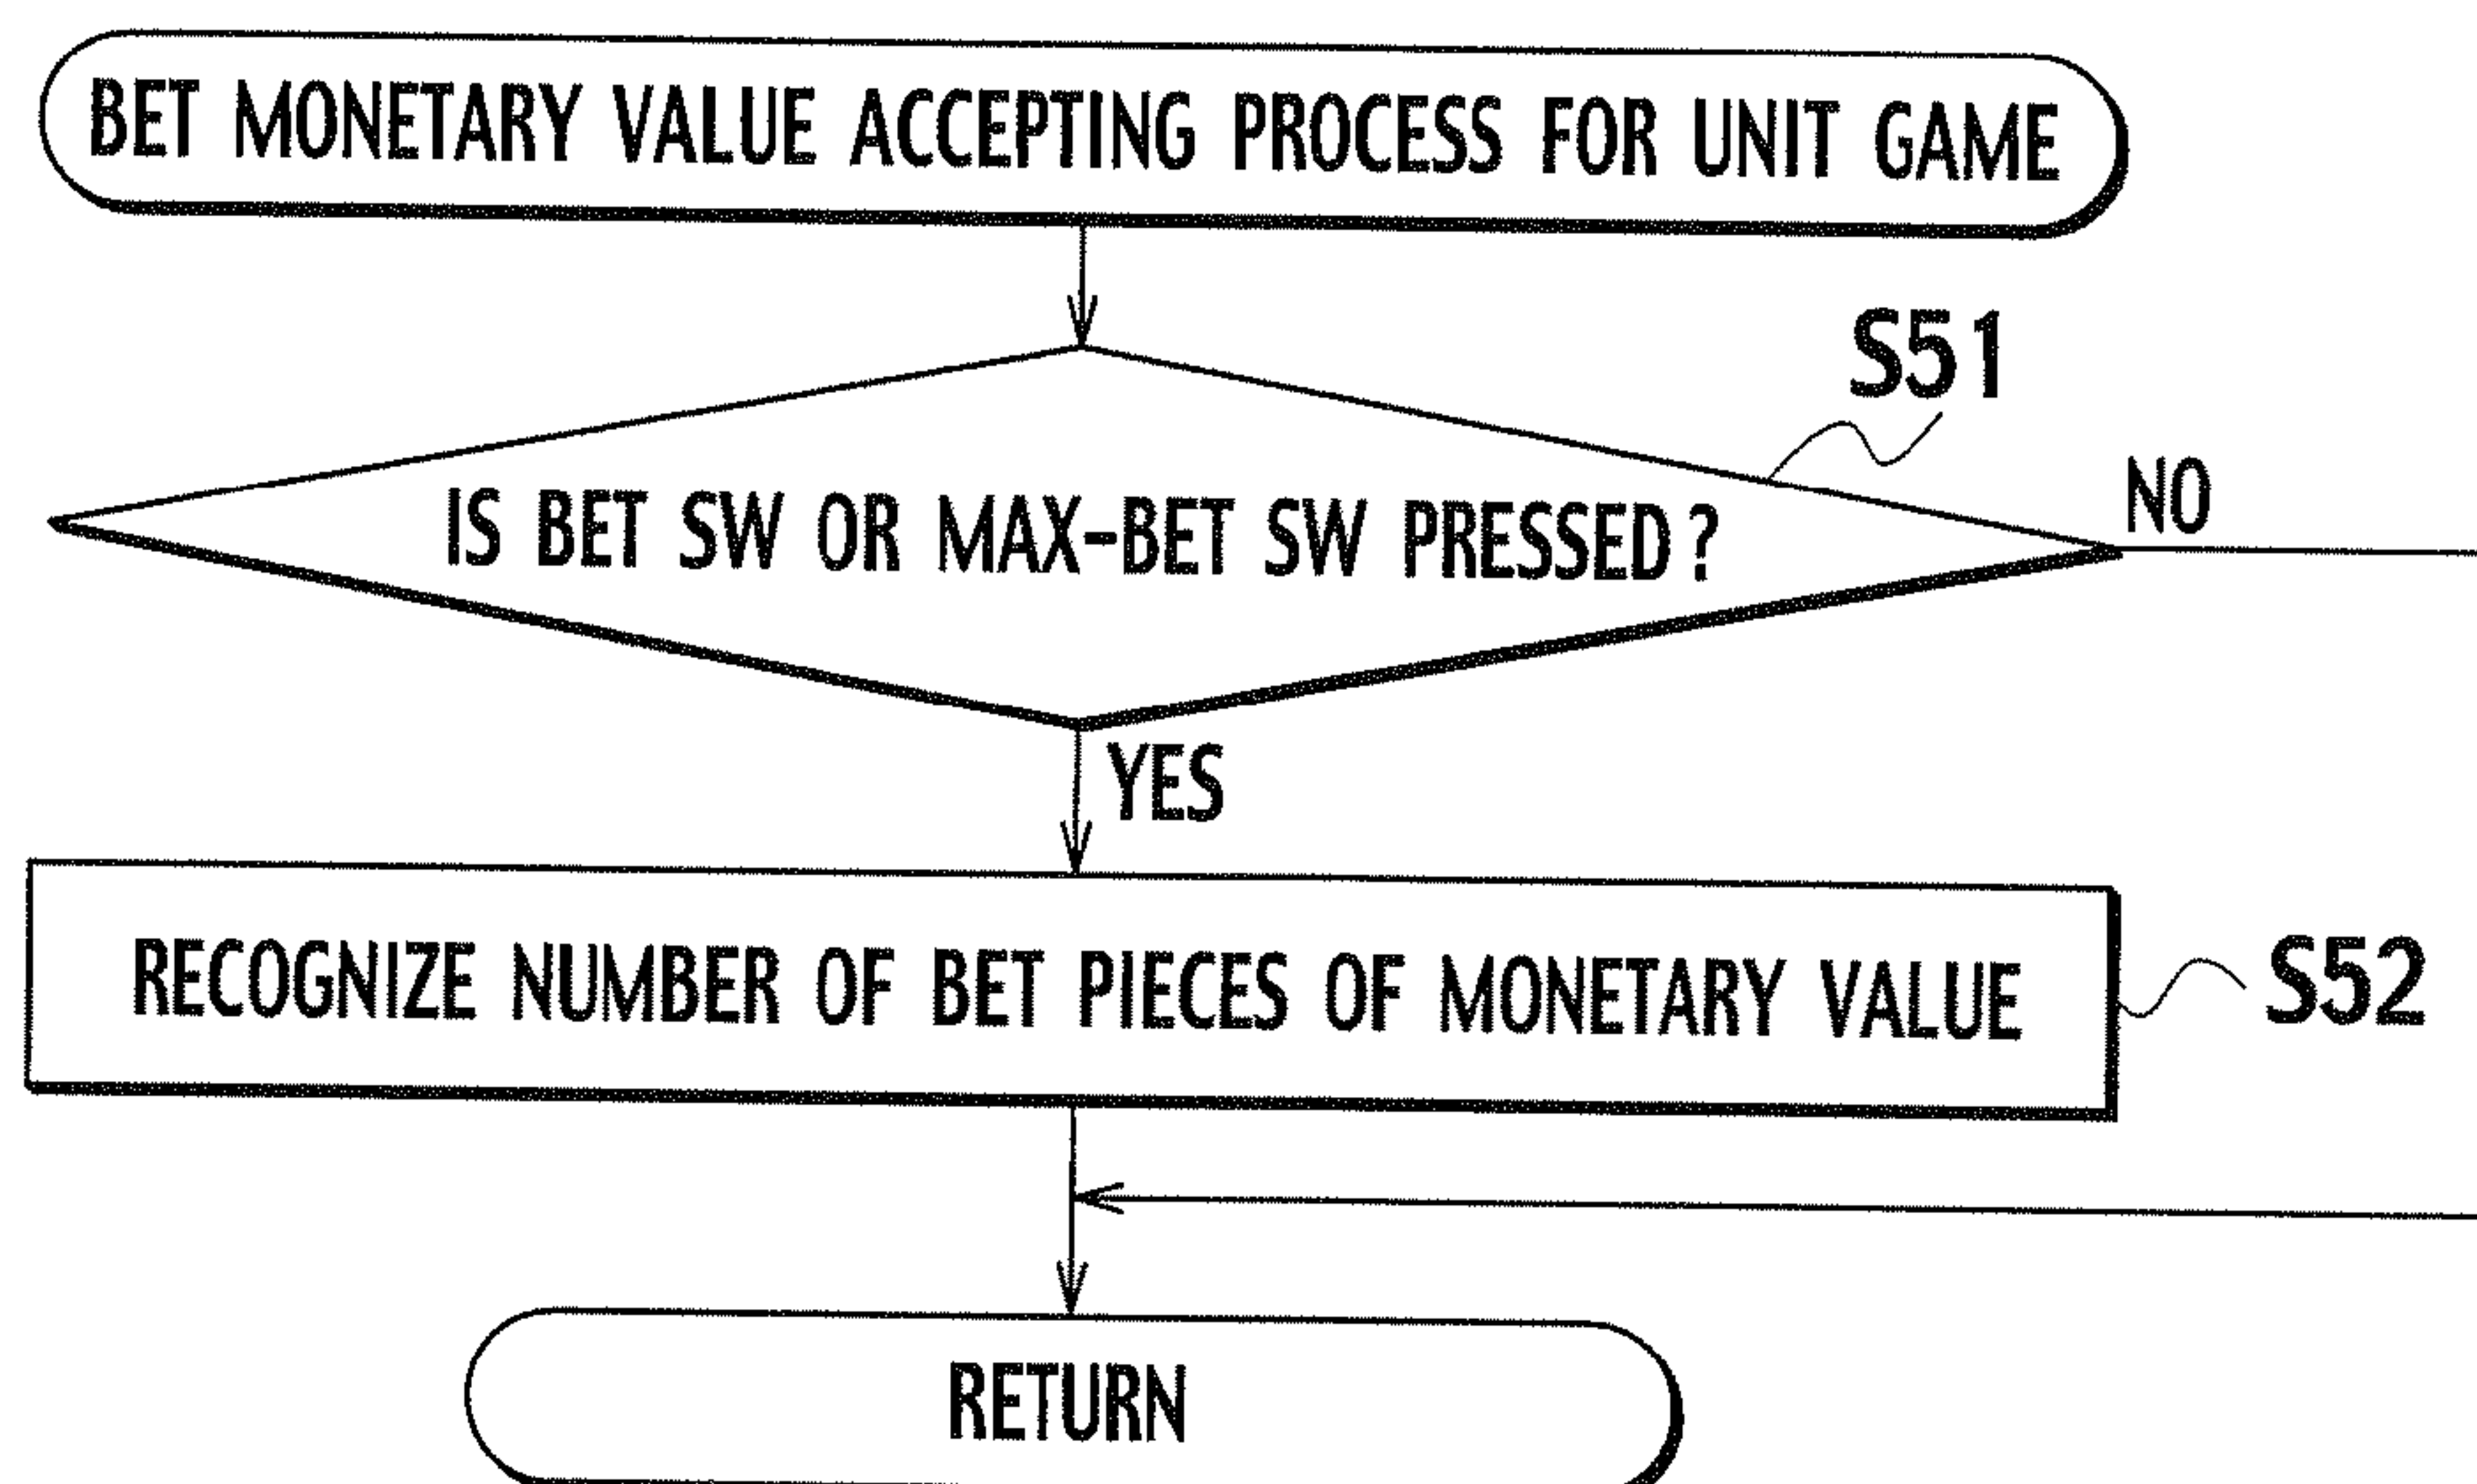 BET MONETARY VALUE ACCEPTING PROCESS FOR UNIT GAME
S51
IS BET SW OR MAX-BET SW PRESSED?
NO
YES
RECOGNIZE NUMBER OF BET PIECES OF MONETARY VALUE
S52
RETURN